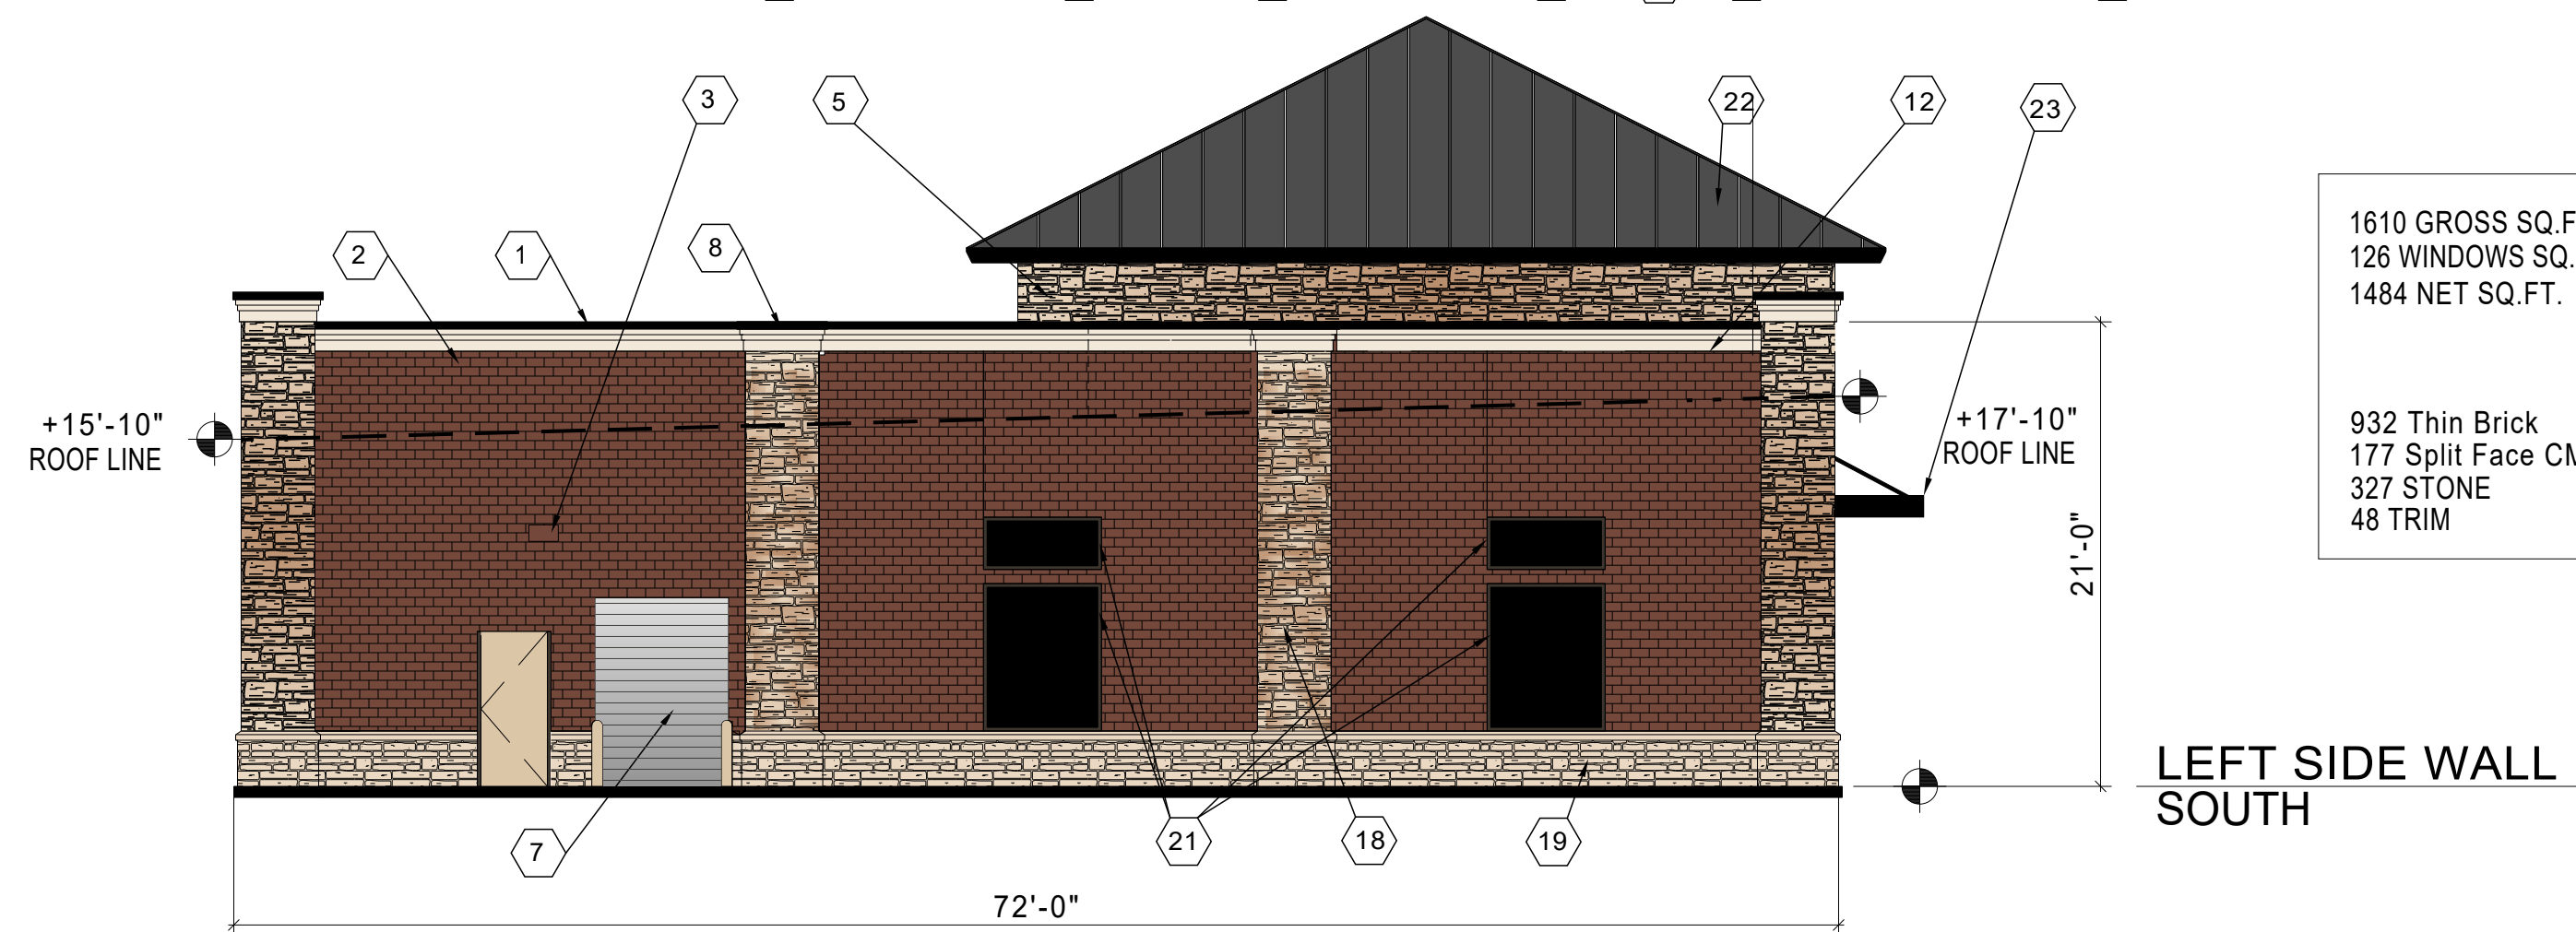 3
5
22
12
23
2
1
8
1610 GROSS SQ.F
126 WINDOWS SQ.
1484 NET SQ.FT.
+15'-10"
ROOF LINE
+17'-10"
ROOF LINE
932 Thin Brick
177 Split Face CM
327 STONE
48 TRIM
21'-0"
LEFT SIDE WALL
SOUTH
7
21
18
19
72'-0"